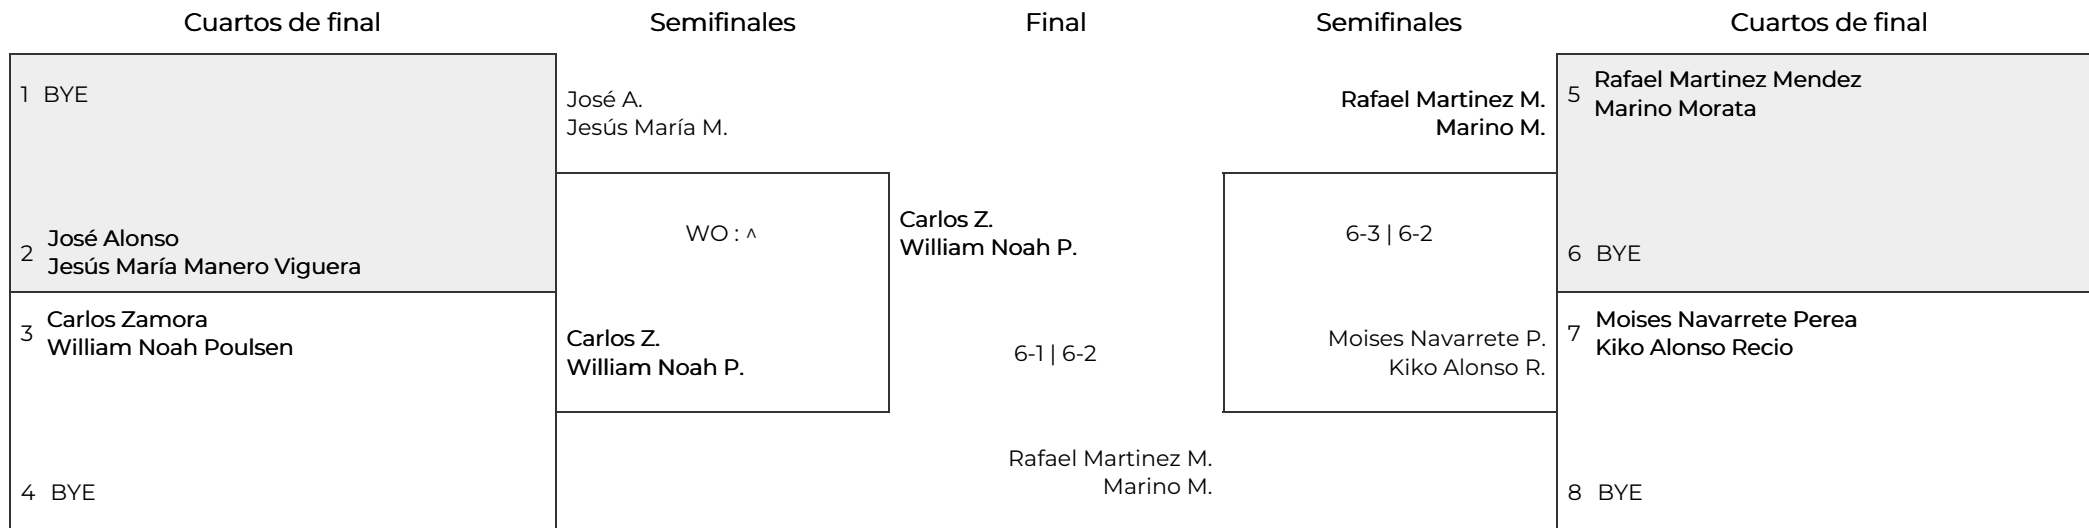 Cuartos de final
Semifinales
Final
Semifinales
Cuartos de final
1 BYE
2 José Alonso
Jesús María Manero Viguera
3 Carlos Zamora
William Noah Poulsen
4 BYE
José A.
Jesús María M.
WO : ^
Carlos Z.
William Noah P.
Carlos Z.
William Noah P.
6-1 | 6-2
Rafael Martinez M.
Marino M.
Rafael Martinez M.
Marino M.
6-3 | 6-2
Moises Navarrete P.
Kiko Alonso R.
5 Rafael Martinez Mendez
Marino Morata
6 BYE
7 Moises Navarrete Perea
Kiko Alonso Recio
8 BYE